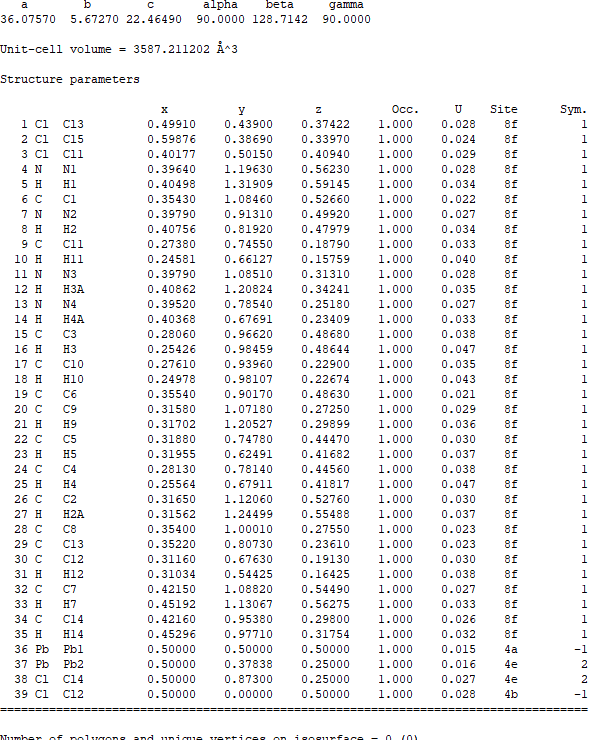 a b c alpha beta gamma
36.07570 5.67270 22.46490 90.0000 128.7142 90.0000
Unit-cell volume = 3587.211202 Å^3
Structure parameters
x y z Occ. U Site Sym.
1 Cl Cl3 0.49910 0.43900 0.37422 1.000 0.028 8f 1
2 Cl Cl5 0.59876 0.38690 0.33970 1.000 0.024 8f 1
3 Cl Cl1 0.40177 0.50150 0.40940 1.000 0.029 8f 1
4 N N1 0.39640 1.19630 0.56230 1.000 0.028 8f 1
5 H H1 0.40498 1.31909 0.59145 1.000 0.034 8f 1
6 C C1 0.35430 1.08460 0.52660 1.000 0.022 8f 1
7 N N2 0.39790 0.91310 0.49920 1.000 0.027 8f 1
8 H H2 0.40756 0.81920 0.47979 1.000 0.034 8f 1
9 C C11 0.27380 0.74550 0.18790 1.000 0.033 8f 1
10 H H11 0.24581 0.66127 0.15759 1.000 0.040 8f 1
11 N N3 0.39790 1.08510 0.31310 1.000 0.028 8f 1
12 H H3A 0.40862 1.20824 0.34241 1.000 0.035 8f 1
13 N N4 0.39520 0.78540 0.25180 1.000 0.027 8f 1
14 H H4A 0.40368 0.67691 0.23409 1.000 0.033 8f 1
15 C C3 0.28060 0.96620 0.48680 1.000 0.038 8f 1
16 H H3 0.25426 0.98459 0.48644 1.000 0.047 8f 1
17 C C10 0.27610 0.93960 0.22900 1.000 0.035 8f 1
18 H H10 0.24978 0.98107 0.22674 1.000 0.043 8f 1
19 C C6 0.35540 0.90170 0.48630 1.000 0.021 8f 1
20 C C9 0.31580 1.07180 0.27250 1.000 0.029 8f 1
21 H H9 0.31702 1.20527 0.29899 1.000 0.036 8f 1
22 C C5 0.31880 0.74780 0.44470 1.000 0.030 8f 1
23 H H5 0.31955 0.62491 0.41682 1.000 0.037 8f 1
24 C C4 0.28130 0.78140 0.44560 1.000 0.038 8f 1
25 H H4 0.25564 0.67911 0.41817 1.000 0.047 8f 1
26 C C2 0.31650 1.12060 0.52760 1.000 0.030 8f 1
27 H H2A 0.31562 1.24499 0.55488 1.000 0.037 8f 1
28 C C8 0.35400 1.00010 0.27550 1.000 0.023 8f 1
29 C C13 0.35220 0.80730 0.23610 1.000 0.023 8f 1
30 C C12 0.31160 0.67630 0.19130 1.000 0.030 8f 1
31 H H12 0.31034 0.54425 0.16425 1.000 0.038 8f 1
32 C C7 0.42150 1.08820 0.54490 1.000 0.027 8f 1
33 H H7 0.45192 1.13067 0.56275 1.000 0.033 8f 1
34 C C14 0.42160 0.95380 0.29800 1.000 0.026 8f 1
35 H H14 0.45296 0.97710 0.31754 1.000 0.032 8f 1
36 Pb Pb1 0.50000 0.50000 0.50000 1.000 0.015 4a -1
37 Pb Pb2 0.50000 0.37838 0.25000 1.000 0.016 4e 2
38 Cl Cl4 0.50000 0.87300 0.25000 1.000 0.027 4e 2
39 Cl Cl2 0.50000 0.00000 0.50000 1.000 0.028 4b -1
Number of polygons and unique vertices on isosurface = 0 (0)